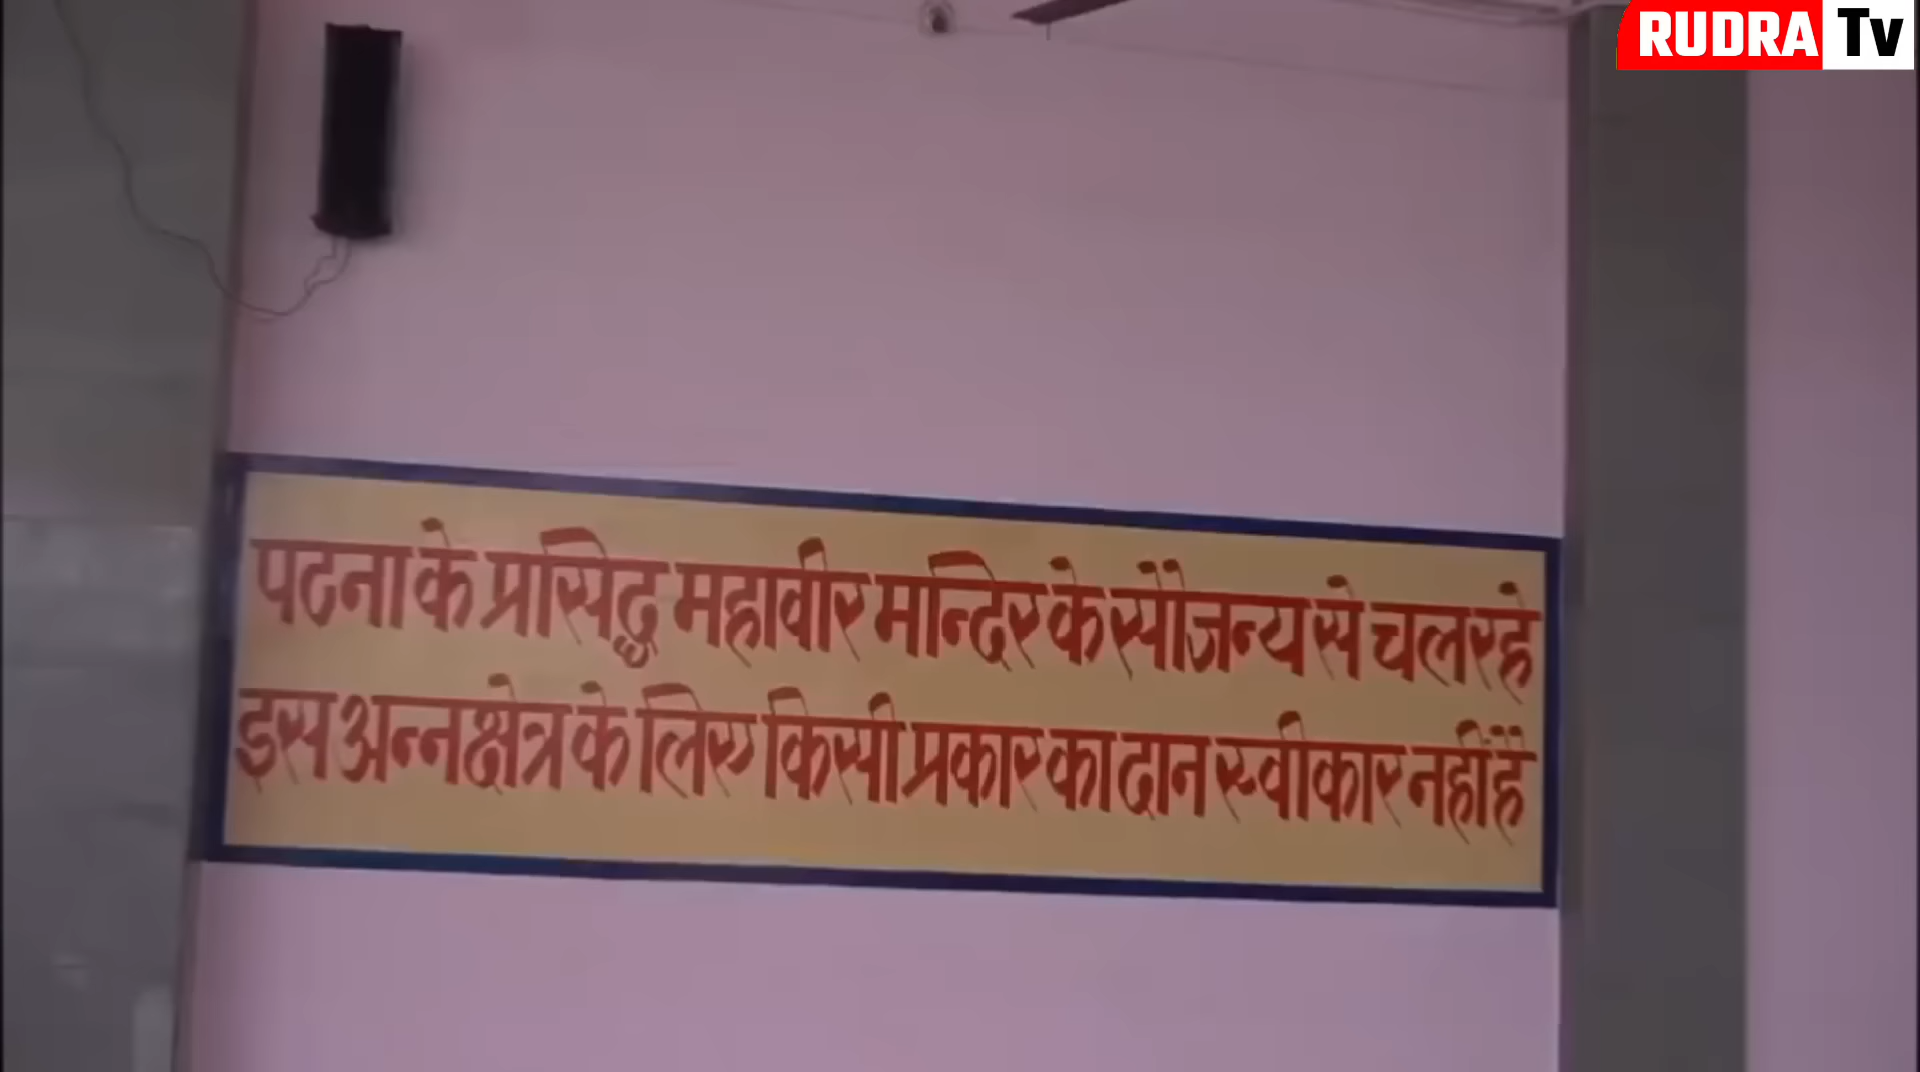 RUDRA Tv
पटना के प्रसिद्ध महावीर मन्दिर के सौजन्य से चल रहे
इस अन्नक्षेत्र के लिए किसी प्रकार का दान स्वीकार नहीं है